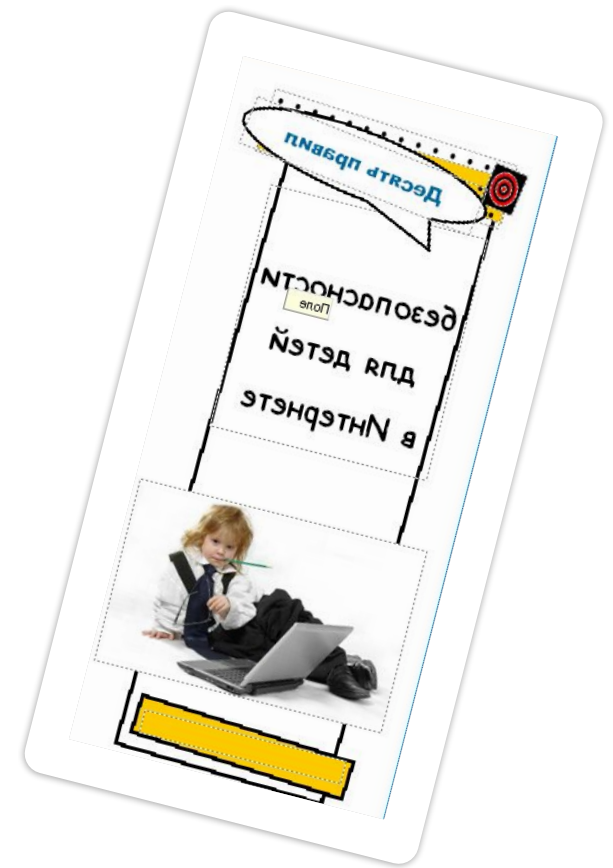 Десять правил
безопасности
Поле
для детей
в Интернете